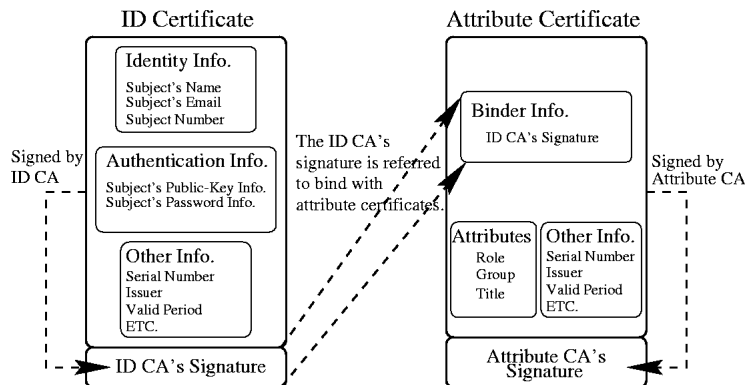 ID Certificate
Identity Info.
Subject's Name
Subject's Email
Subject Number
Signed by
ID CA
Authentication Info.
Subject's Public-Key Info.
Subject's Password Info.
Other Info.
Serial Number
Issuer
Valid Period
ETC.
ID CA's Signature
The ID CA's
signature is referred
to bind with
attribute certificates.
Attribute Certificate
Binder Info.
ID CA's Signature
Signed by
Attribute CA
Attributes
Role
Group
Title
Other Info.
Serial Number
Issuer
Valid Period
ETC.
Attribute CA's
Signature